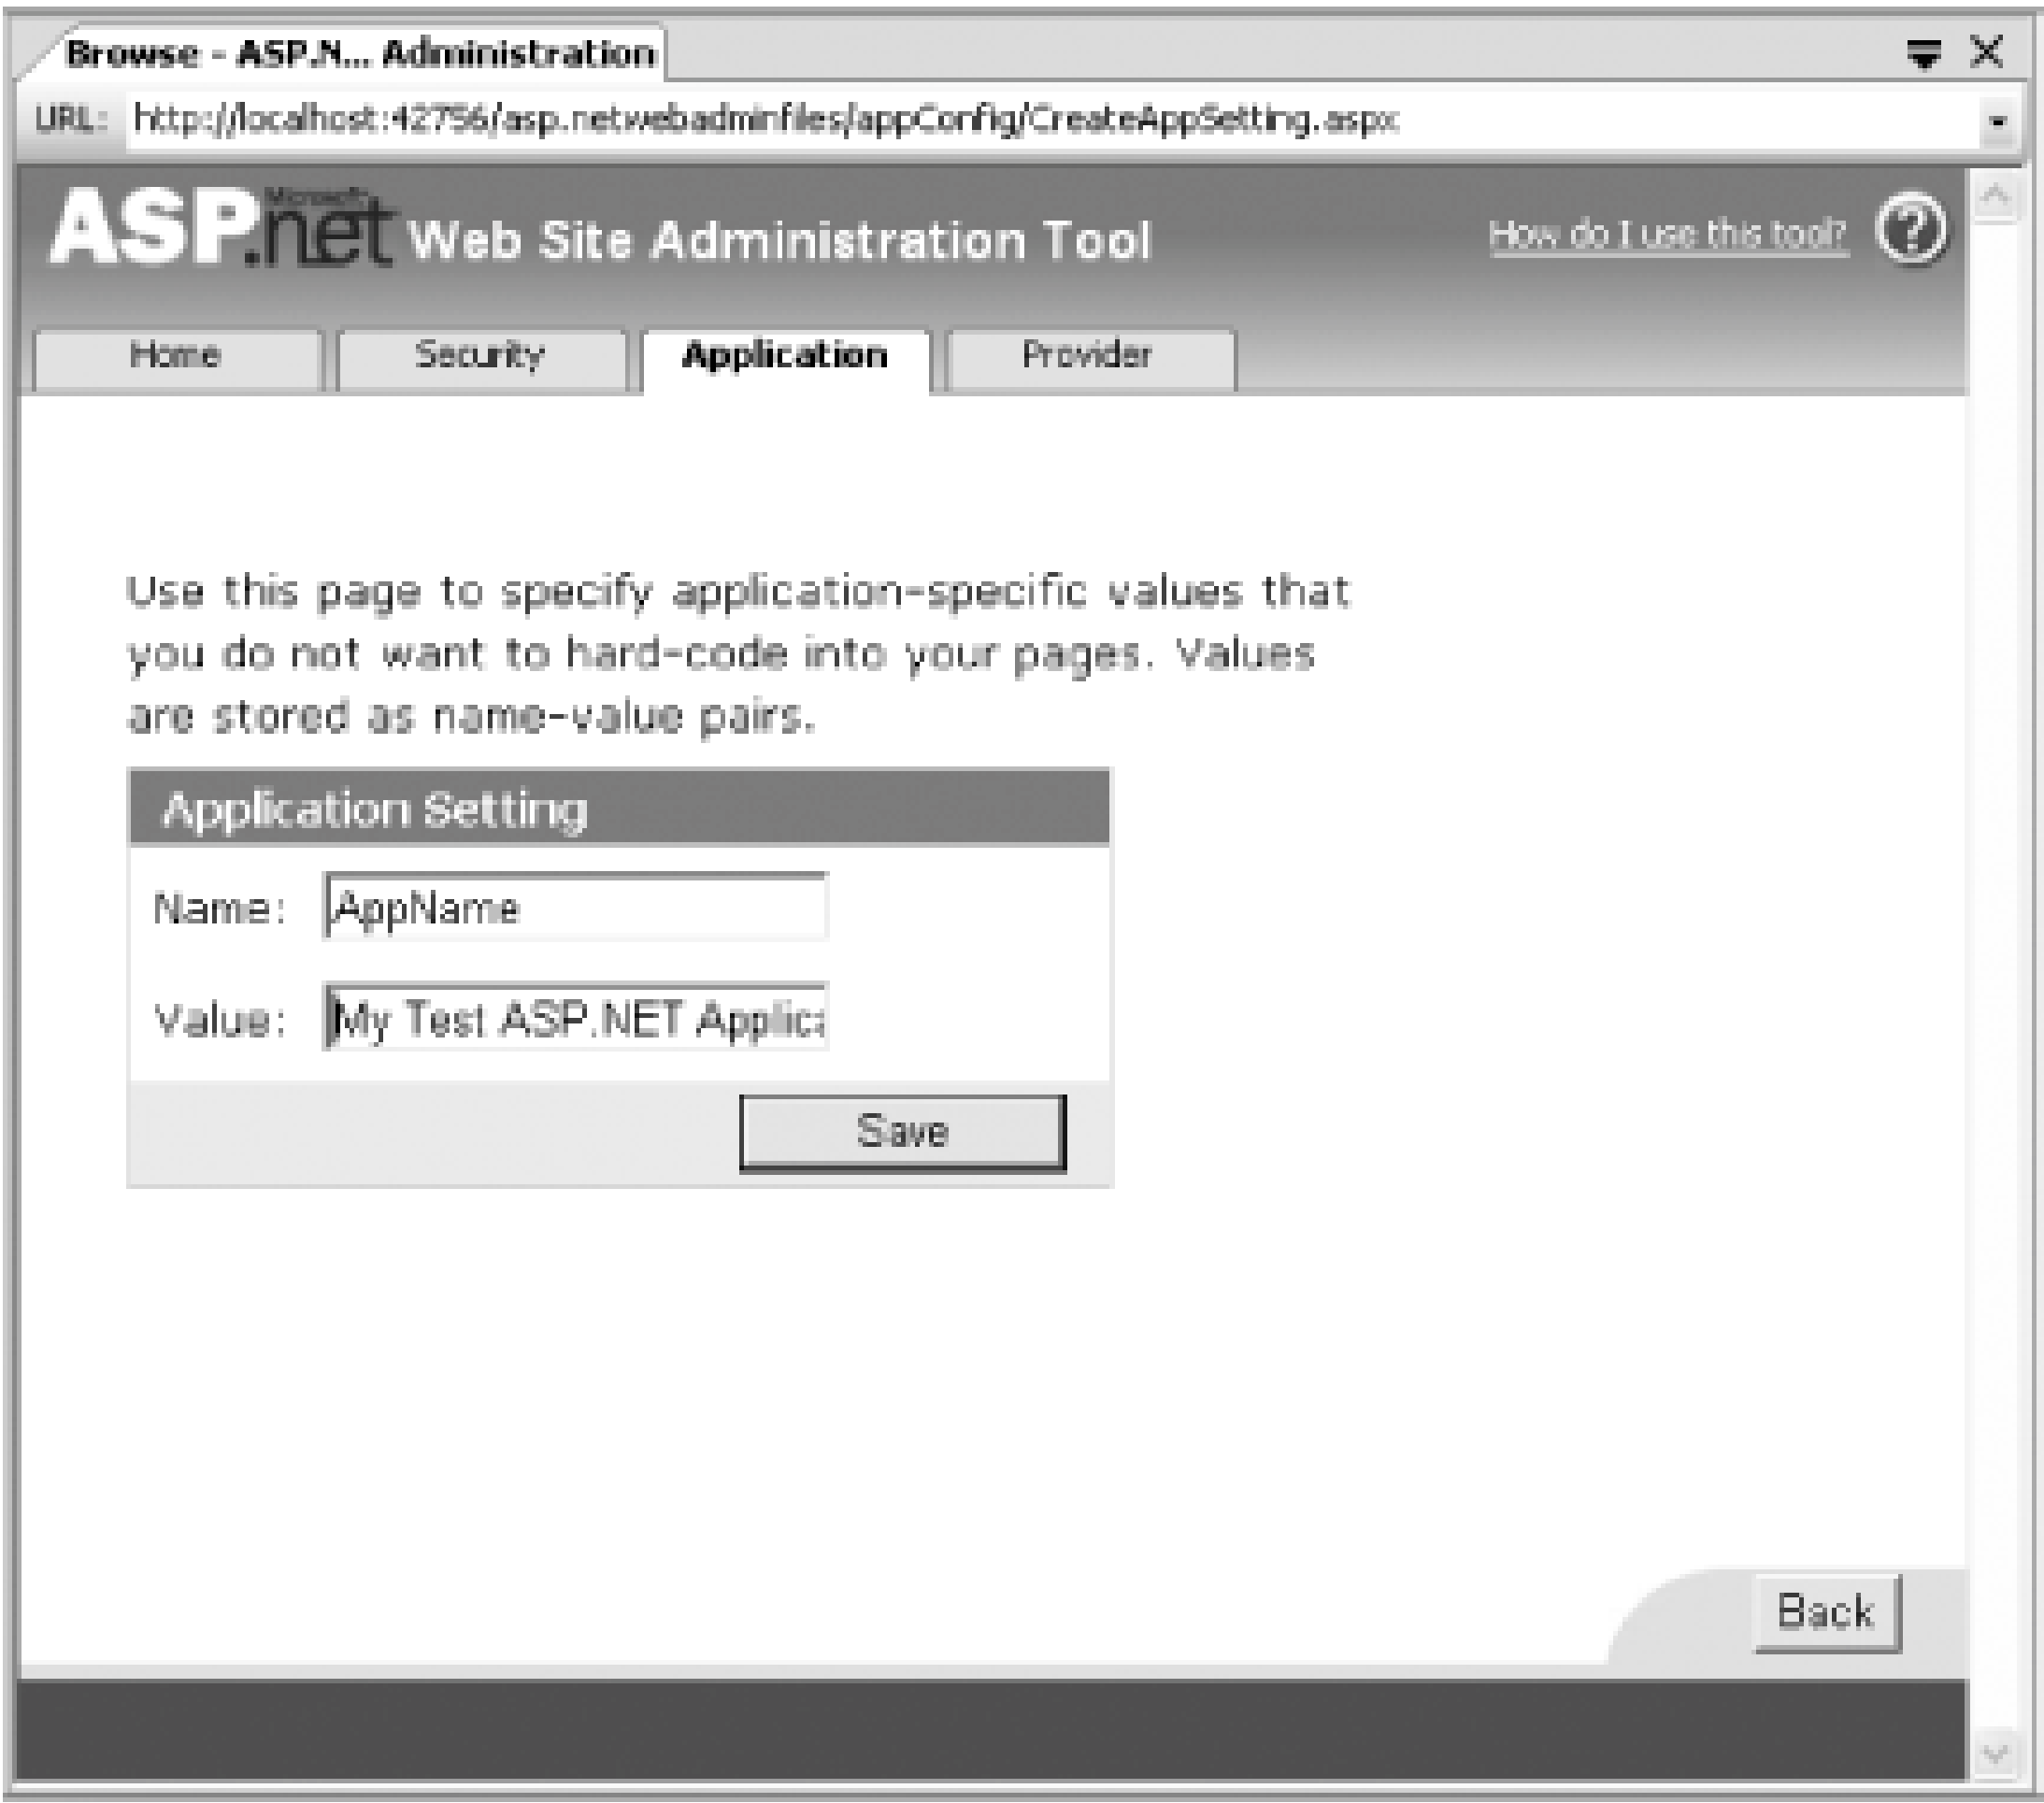 Browse - ASP.N... Administration
URL: http://localhost:42756/asp.netwebadminfiles/appConfig/CreateAppSetting.aspx
Microsoft
ASP.net Web Site Administration Tool
How do I use this tool? ?
Home Security Application Provider
Use this page to specify application-specific values that
you do not want to hard-code into your pages. Values
are stored as name-value pairs.
Application Setting
Name: AppName
Value: My Test ASP.NET Applica
Save
Back